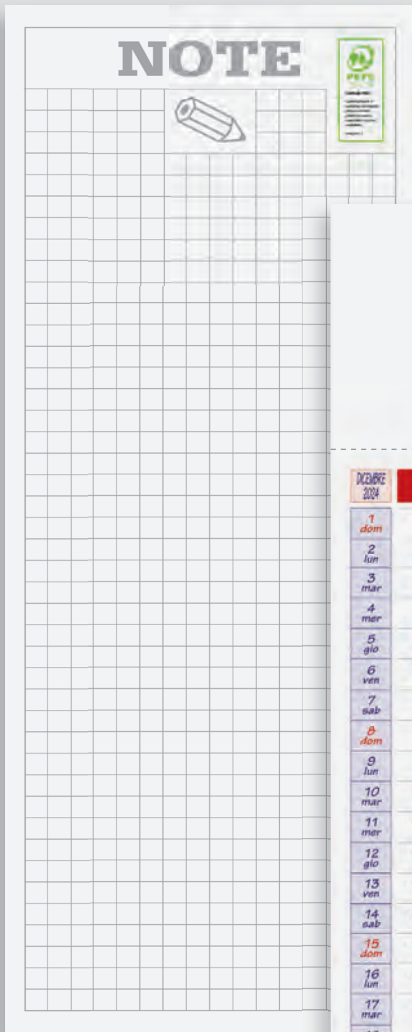 NOTE
PEFC
DICEMBRE
2024
1
dom
2
lun
3
mar
4
mer
5
gio
6
ven
7
sab
8
dom
9
lun
10
mar
11
mer
12
gio
13
ven
14
sab
15
dom
16
lun
17
mar